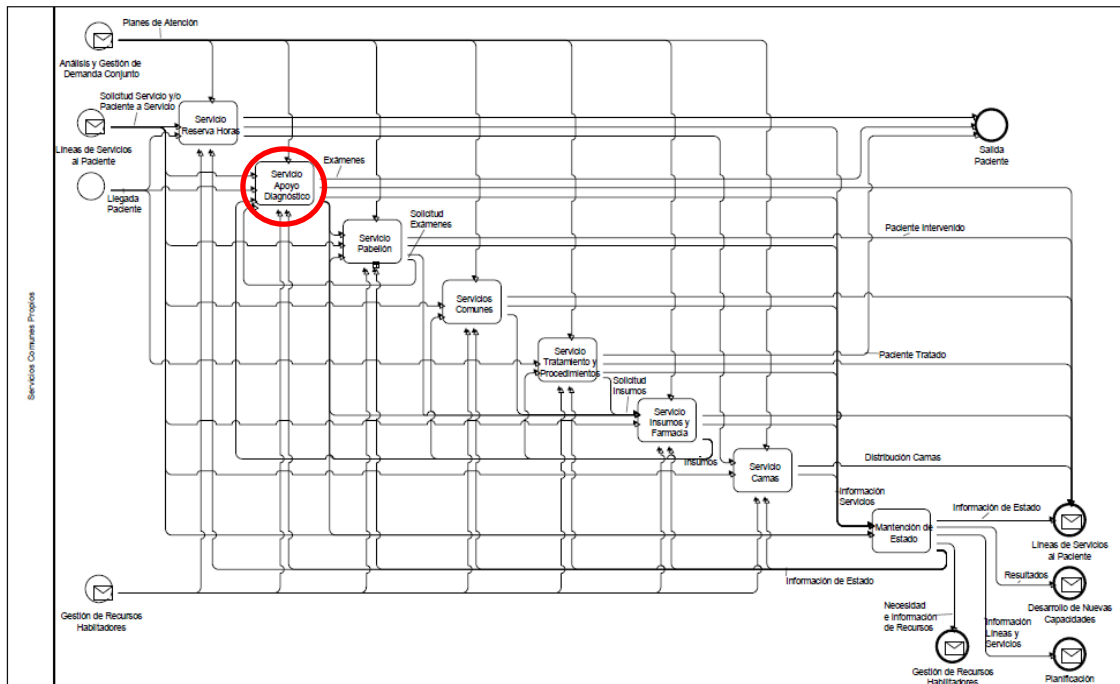 Planes de Atención
Análisis y Gestión de
Demanda Conjunto
Solicitud Servicio y/o
Paciente a Servicio
Servicio
Reserva Horas
Líneas de Servicios
al Paciente
Salida
Paciente
Llegada
Paciente
Exámenes
Servicio
Apoyo
Diagnóstico
Solicitud
Exámenes
Servicio
Pabellón
Paciente Intervenido
Servicios
Comunes
Servicios Comunes Propios
Servicio
Tratamiento y
Procedimientos
Paciente Tratado
Solicitud
Insumos
Servicio
Insumos y
Farmacia
Insumos
Servicio
Camas
Distribución Camas
Información
Servicios
Mantención de
Estado
Información de Estado
Líneas de Servicios
al Paciente
Información de Estado
Resultados
Desarrollo de Nuevas
Capacidades
Gestión de Recursos
Habilitadores
Necesidad
e Información
de Recursos
Información
Líneas y
Servicios
Gestión de Recursos
Habilitadores
Planificación